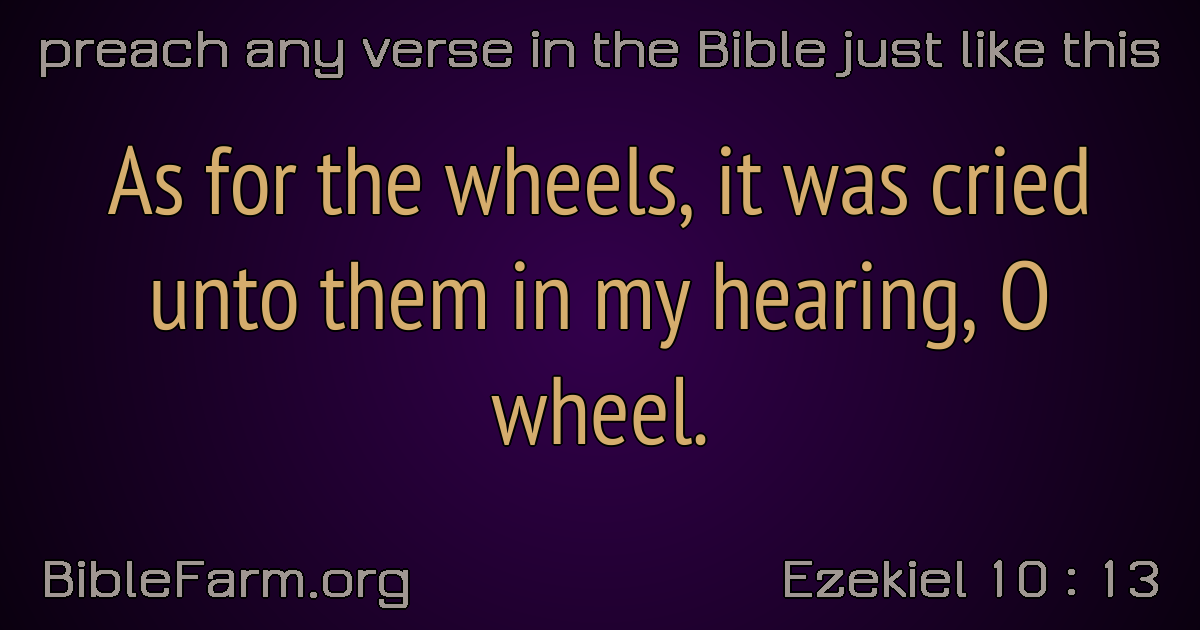 preach any verse in the Bible just like this
As for the wheels, it was cried
unto them in my hearing, O
wheel.
BibleFarm.org
Ezekiel 10 : 13